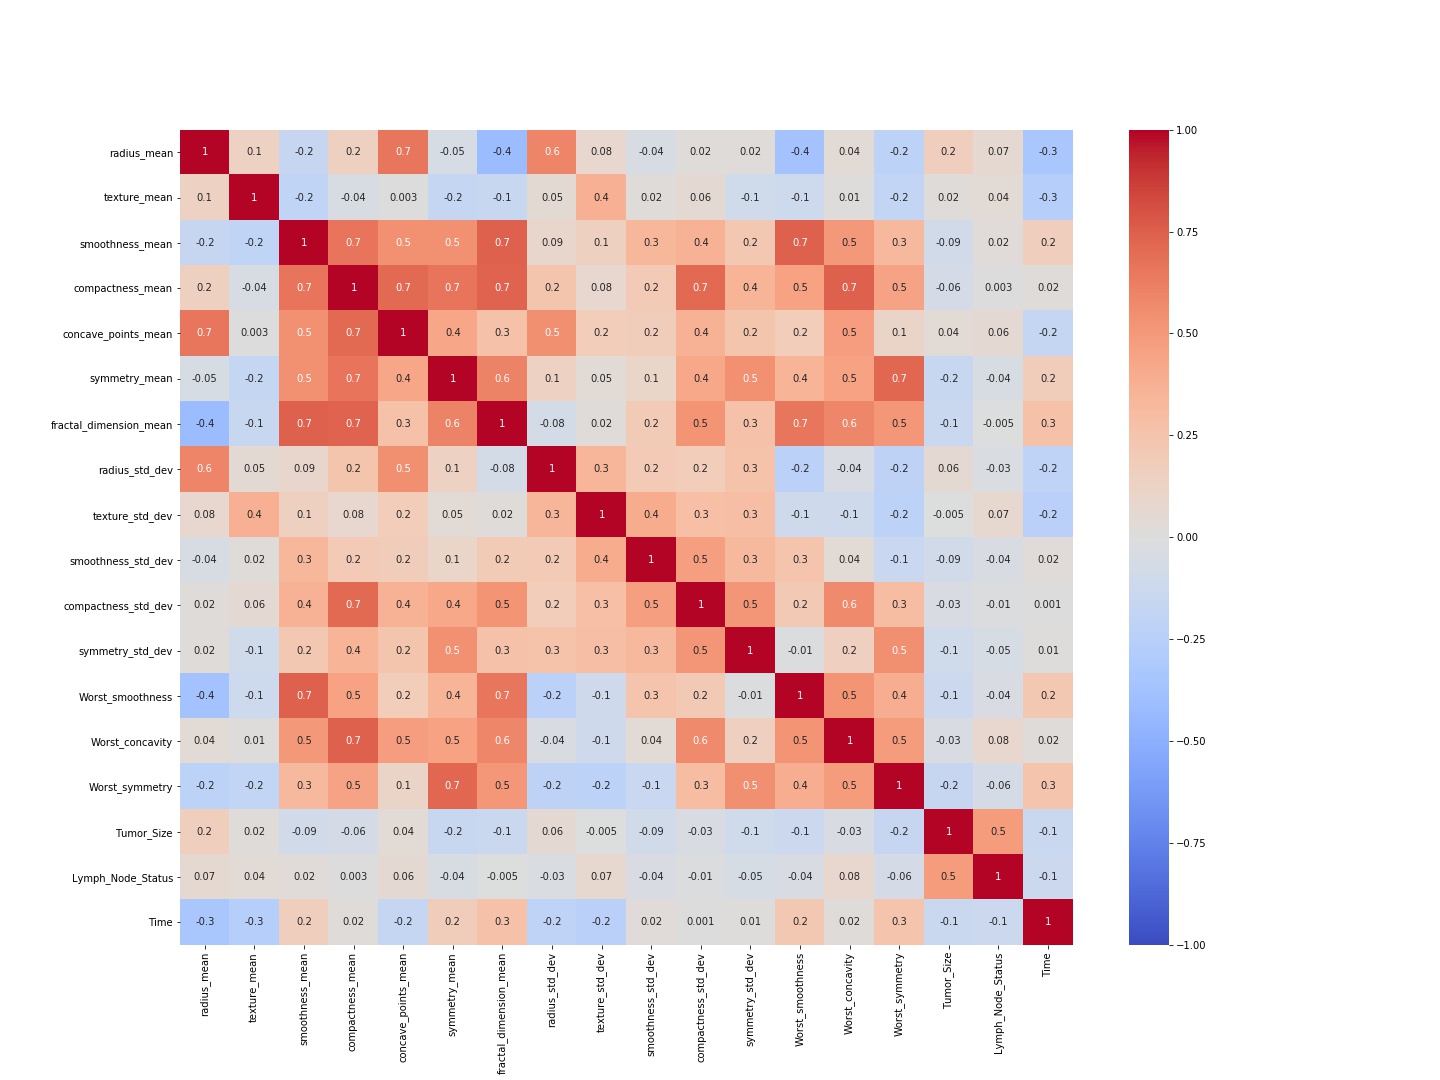 radius_mean 1 0.1 -0.2 0.2 0.7 -0.05 -0.4 0.6 0.08 -0.04 0.02 0.02 -0.4 0.04 -0.2 0.2 0.07 -0.3
texture_mean 0.1 1 -0.2 -0.04 0.003 -0.2 -0.1 0.05 0.4 0.02 0.06 -0.1 -0.1 0.01 -0.2 0.02 0.04 -0.3
smoothness_mean -0.2 -0.2 1 0.7 0.5 0.5 0.7 0.09 0.1 0.3 0.4 0.2 0.7 0.5 0.3 -0.09 0.02 0.2
compactness_mean 0.2 -0.04 0.7 1 0.7 0.7 0.7 0.2 0.08 0.2 0.7 0.4 0.5 0.7 0.5 -0.06 0.003 0.02
concave_points_mean 0.7 0.003 0.5 0.7 1 0.4 0.3 0.5 0.2 0.2 0.4 0.2 0.2 0.5 0.1 0.04 0.06 -0.2
symmetry_mean -0.05 -0.2 0.5 0.7 0.4 1 0.6 0.1 0.05 0.1 0.4 0.5 0.4 0.5 0.7 -0.2 -0.04 0.2
fractal_dimension_mean -0.4 -0.1 0.7 0.7 0.3 0.6 1 -0.08 0.02 0.2 0.5 0.3 0.7 0.6 0.5 -0.1 -0.005 0.3
radius_std_dev 0.6 0.05 0.09 0.2 0.5 0.1 -0.08 1 0.3 0.2 0.2 0.3 -0.2 -0.04 -0.2 0.06 -0.03 -0.2
texture_std_dev 0.08 0.4 0.1 0.08 0.2 0.05 0.02 0.3 1 0.4 0.3 0.3 -0.1 -0.1 -0.2 -0.005 0.07 -0.2
smoothness_std_dev -0.04 0.02 0.3 0.2 0.2 0.1 0.2 0.2 0.4 1 0.5 0.3 0.3 0.04 -0.1 -0.09 -0.04 0.02
compactness_std_dev 0.02 0.06 0.4 0.7 0.4 0.4 0.5 0.2 0.3 0.5 1 0.5 0.2 0.6 0.3 -0.03 -0.01 0.001
symmetry_std_dev 0.02 -0.1 0.2 0.4 0.2 0.5 0.3 0.3 0.3 0.3 0.5 1 -0.01 0.2 0.5 -0.1 -0.05 0.01
Worst_smoothness -0.4 -0.1 0.7 0.5 0.2 0.4 0.7 -0.2 -0.1 0.3 0.2 -0.01 1 0.5 0.4 -0.1 -0.04 0.2
Worst_concavity 0.04 0.01 0.5 0.7 0.5 0.5 0.6 -0.04 -0.1 0.04 0.6 0.2 0.5 1 0.5 -0.03 0.08 0.02
Worst_symmetry -0.2 -0.2 0.3 0.5 0.1 0.7 0.5 -0.2 -0.2 -0.1 0.3 0.5 0.4 0.5 1 -0.2 -0.06 0.3
Tumor_Size 0.2 0.02 -0.09 -0.06 0.04 -0.2 -0.1 0.06 -0.005 -0.09 -0.03 -0.1 -0.1 -0.03 -0.2 1 0.5 -0.1
Lymph_Node_Status 0.07 0.04 0.02 0.003 0.06 -0.04 -0.005 -0.03 0.07 -0.04 -0.01 -0.05 -0.04 0.08 -0.06 0.5 1 -0.1
Time -0.3 -0.3 0.2 0.02 -0.2 0.2 0.3 -0.2 -0.2 0.02 0.001 0.01 0.2 0.02 0.3 -0.1 -0.1 1
radius_mean
texture_mean
smoothness_mean
compactness_mean
concave_points_mean
symmetry_mean
fractal_dimension_mean
radius_std_dev
texture_std_dev
smoothness_std_dev
compactness_std_dev
symmetry_std_dev
Worst_smoothness
Worst_concavity
Worst_symmetry
Tumor_Size
Lymph_Node_Status
Time
1.00
0.75
0.50
0.25
0.00
−0.25
−0.50
−0.75
−1.00